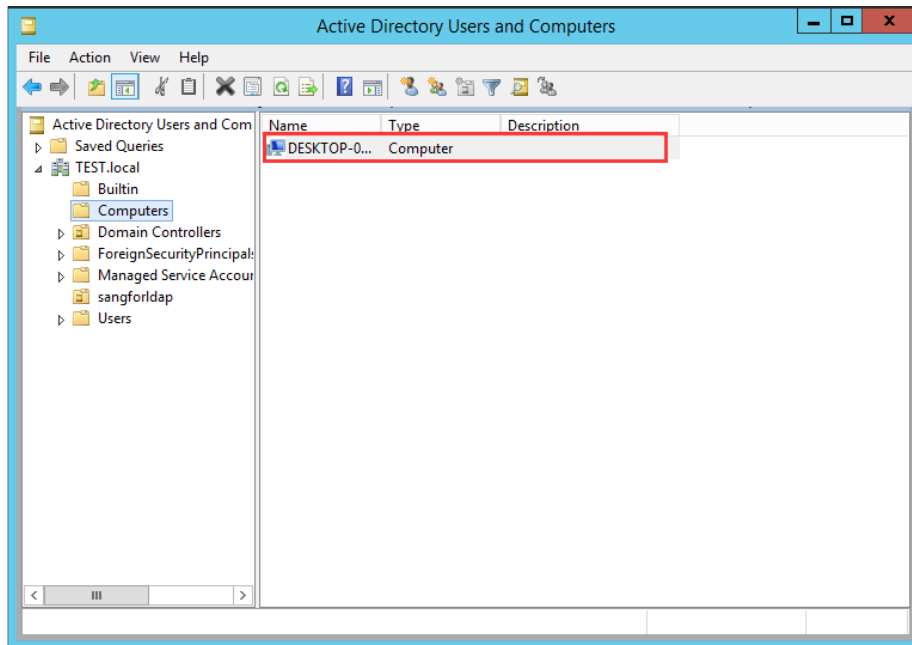 Active Directory Users and Computers
File Action View Help
Active Directory Users and Com
Saved Queries
TEST.local
Builtin
Computers
Domain Controllers
ForeignSecurityPrincipals
Managed Service Accour
sangforldap
Users
Name Type Description
DESKTOP-0... Computer